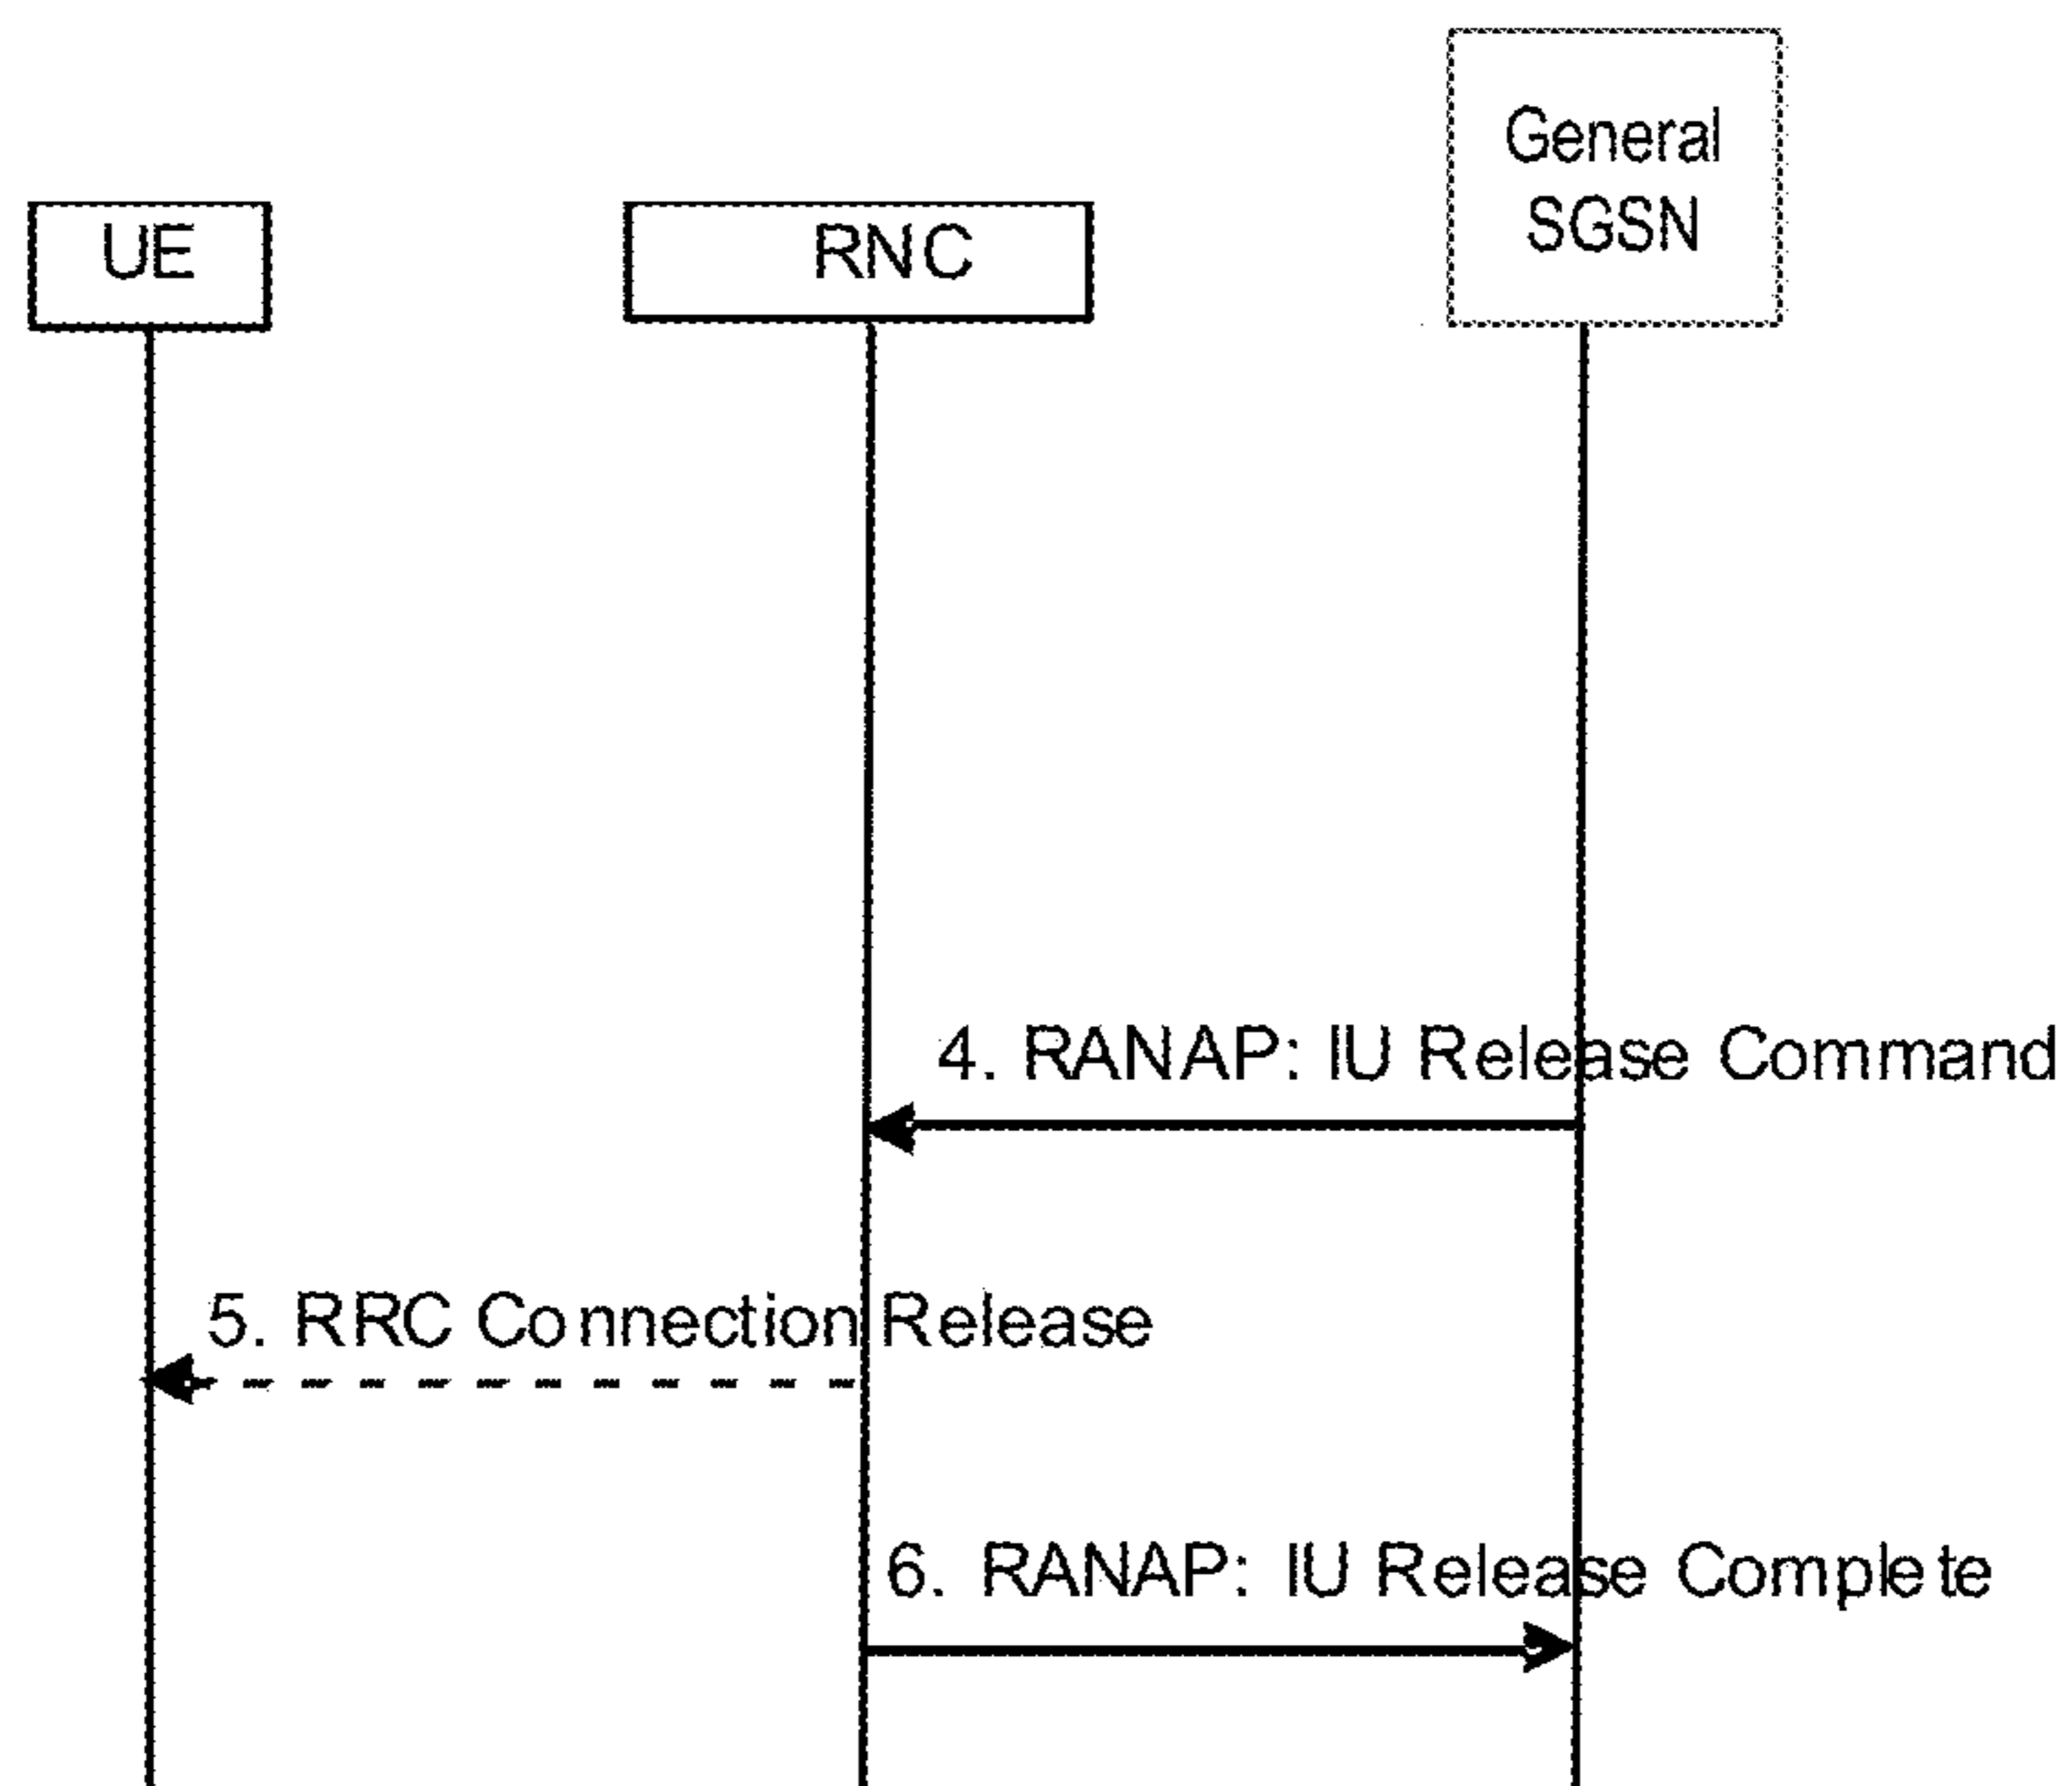 General
SGSN
UE
RNC
4. RANAP: IU Release Command
5. RRC Connection Release
6. RANAP: IU Release Complete